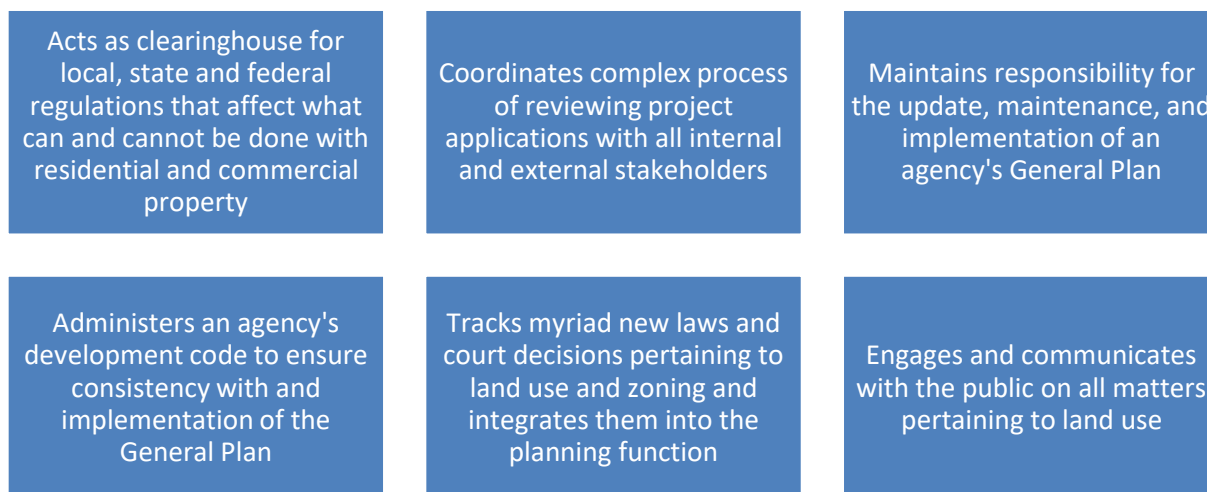 Acts as clearinghouse for
local, state and federal
regulations that affect what
can and cannot be done with
residential and commercial
property
Coordinates complex process
of reviewing project
applications with all internal
and external stakeholders
Maintains responsibility for
the update, maintenance, and
implementation of an
agency's General Plan
Administers an agency's
development code to ensure
consistency with and
implementation of the
General Plan
Tracks myriad new laws and
court decisions pertaining to
land use and zoning and
integrates them into the
planning function
Engages and communicates
with the public on all matters
pertaining to land use